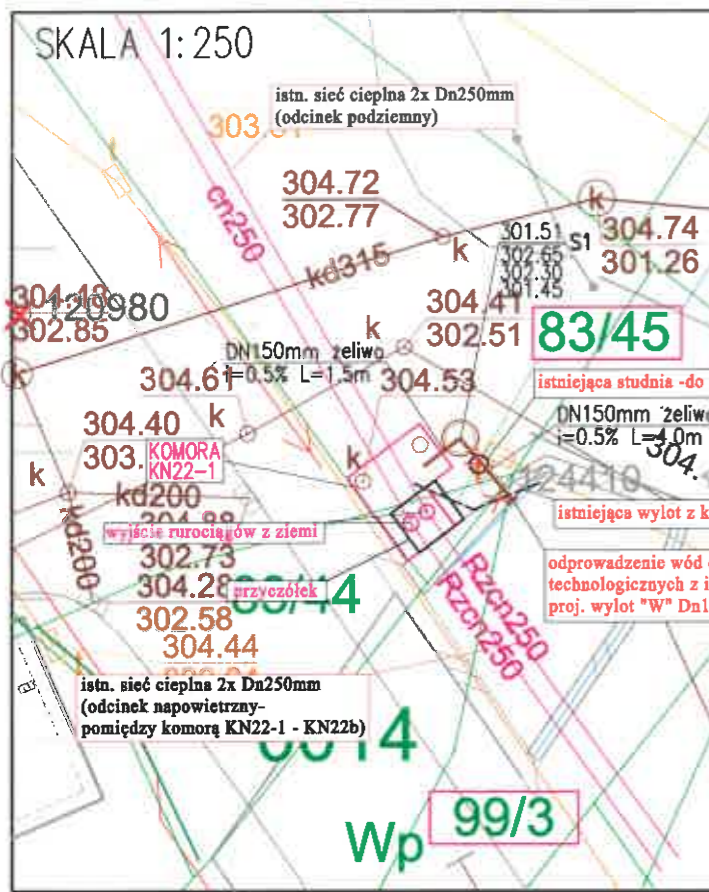 SKALA 1:250
istn. sieć cieplna 2x Dn250mm
(odcinek podziemny)
304.72
302.77
cn250
k
k
kd315
301.51
S1
302.65
302.30
301.45
304.74
301.26
304.18
302.85
120980
304.41
302.51
k
83/45
DN150mm żeliwo
i=0.5% L=1.5m
k
304.61
304.53
istniejąca studnia -do
304.40
k
303.
KOMORA
KN22-1
k
k
DN150mm żeliwo
i=0.5% L=4.0m
304.
124410
kd200
kd200
istniejąca wylot z k
wyjście rurociągów z ziemi
302.73
304.28
przyczółek
302.58
304.44
odprowadzenie wód
technologicznych z i
proj. wylot "W" Dn1
Rzcn250
Rzcn250
istn. sieć cieplna 2x Dn250mm
(odcinek napowietrzny-
pomiędzy komorą KN22-1 - KN22b)
Wp
99/3